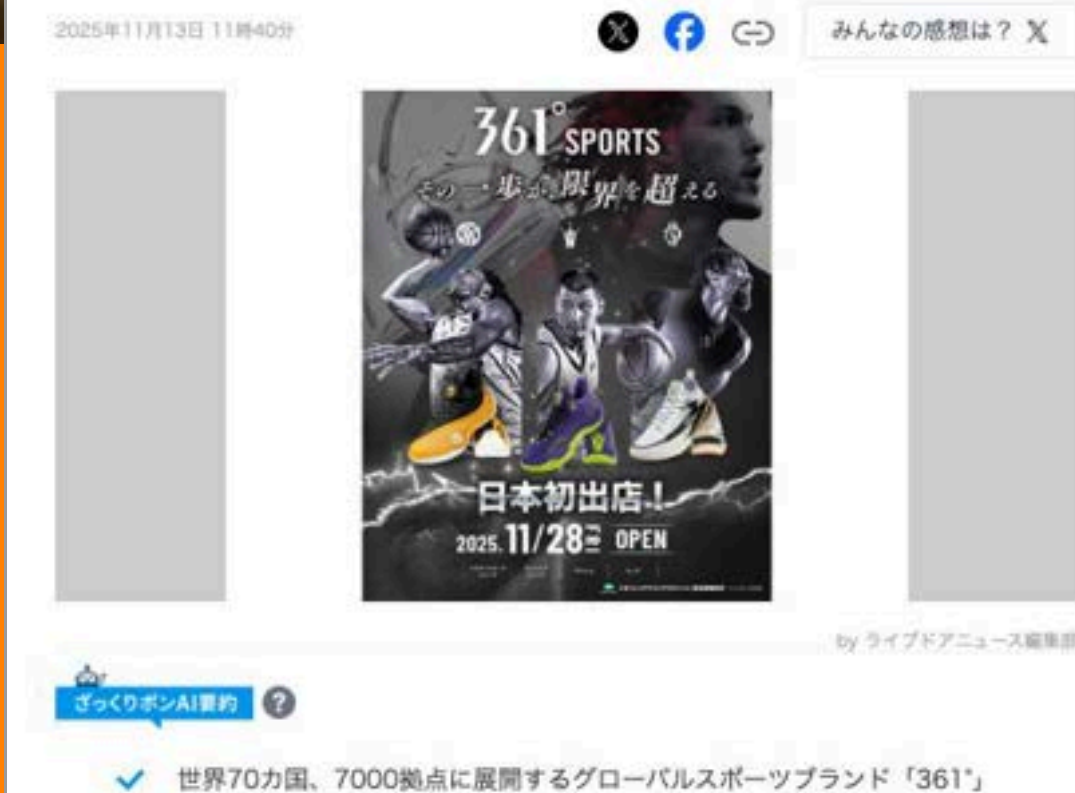 2025年11月13日 11時40分
みんなの感想は？ X
361° SPORTS
その一歩が、限界を超える
日本初出店!
2025. 11/28 OPEN
by ライブドアニュース編集部
ざっくりポンAI要約 ?
世界70カ国、7000拠点に展開するグローバルスポーツブランド「361°」